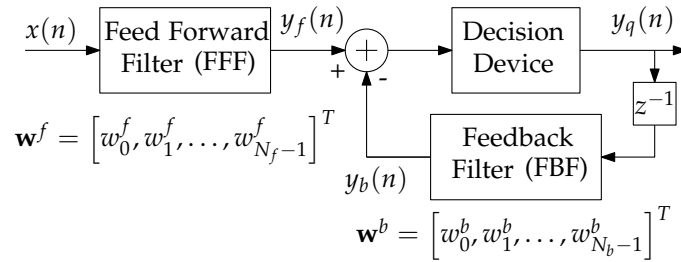 x(n)
Feed Forward
Filter (FFF)
y_f(n)
+
+
-
Decision
Device
y_q(n)
z^{-1}
Feedback
Filter (FBF)
y_b(n)
w^f = [w_0^f, w_1^f, ..., w_{N_f-1}^f]^T
w^b = [w_0^b, w_1^b, ..., w_{N_b-1}^b]^T